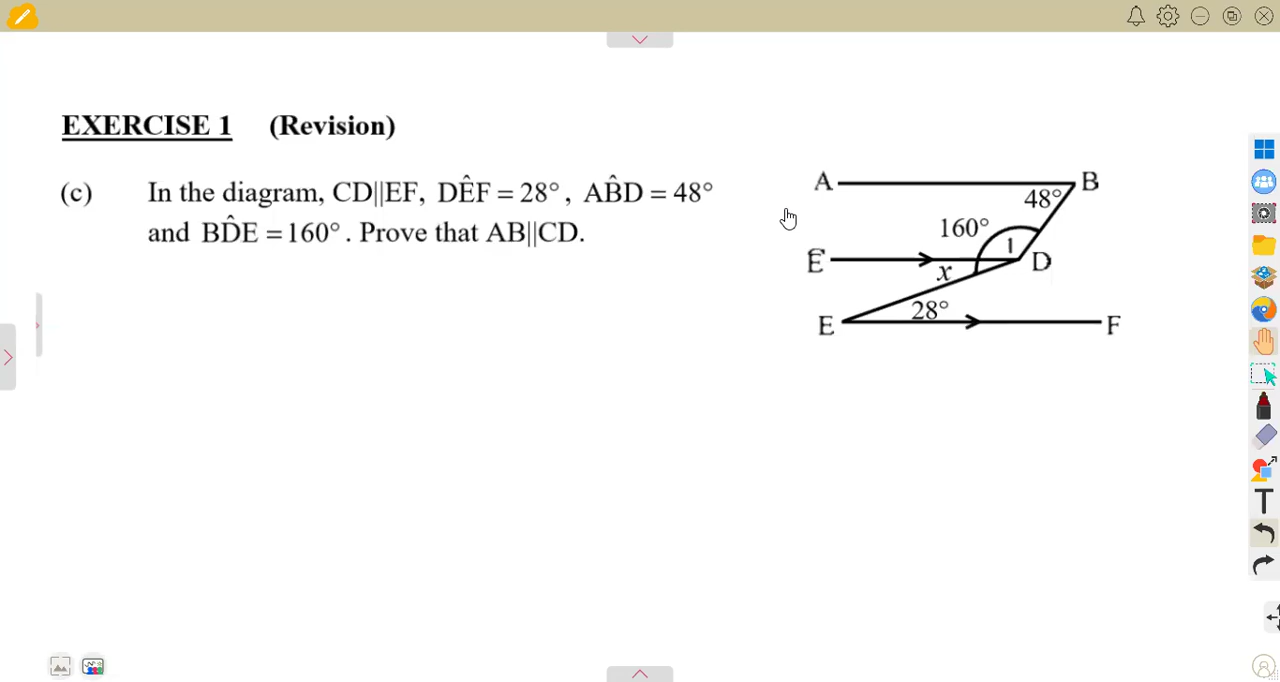 EXERCISE 1 (Revision)
(c) In the diagram, CD||EF, DÊF = 28°, AB̂D = 48°
and BD̂E = 160°. Prove that AB||CD.
A B
48°
160°
1
E D
x
28°
E F
T